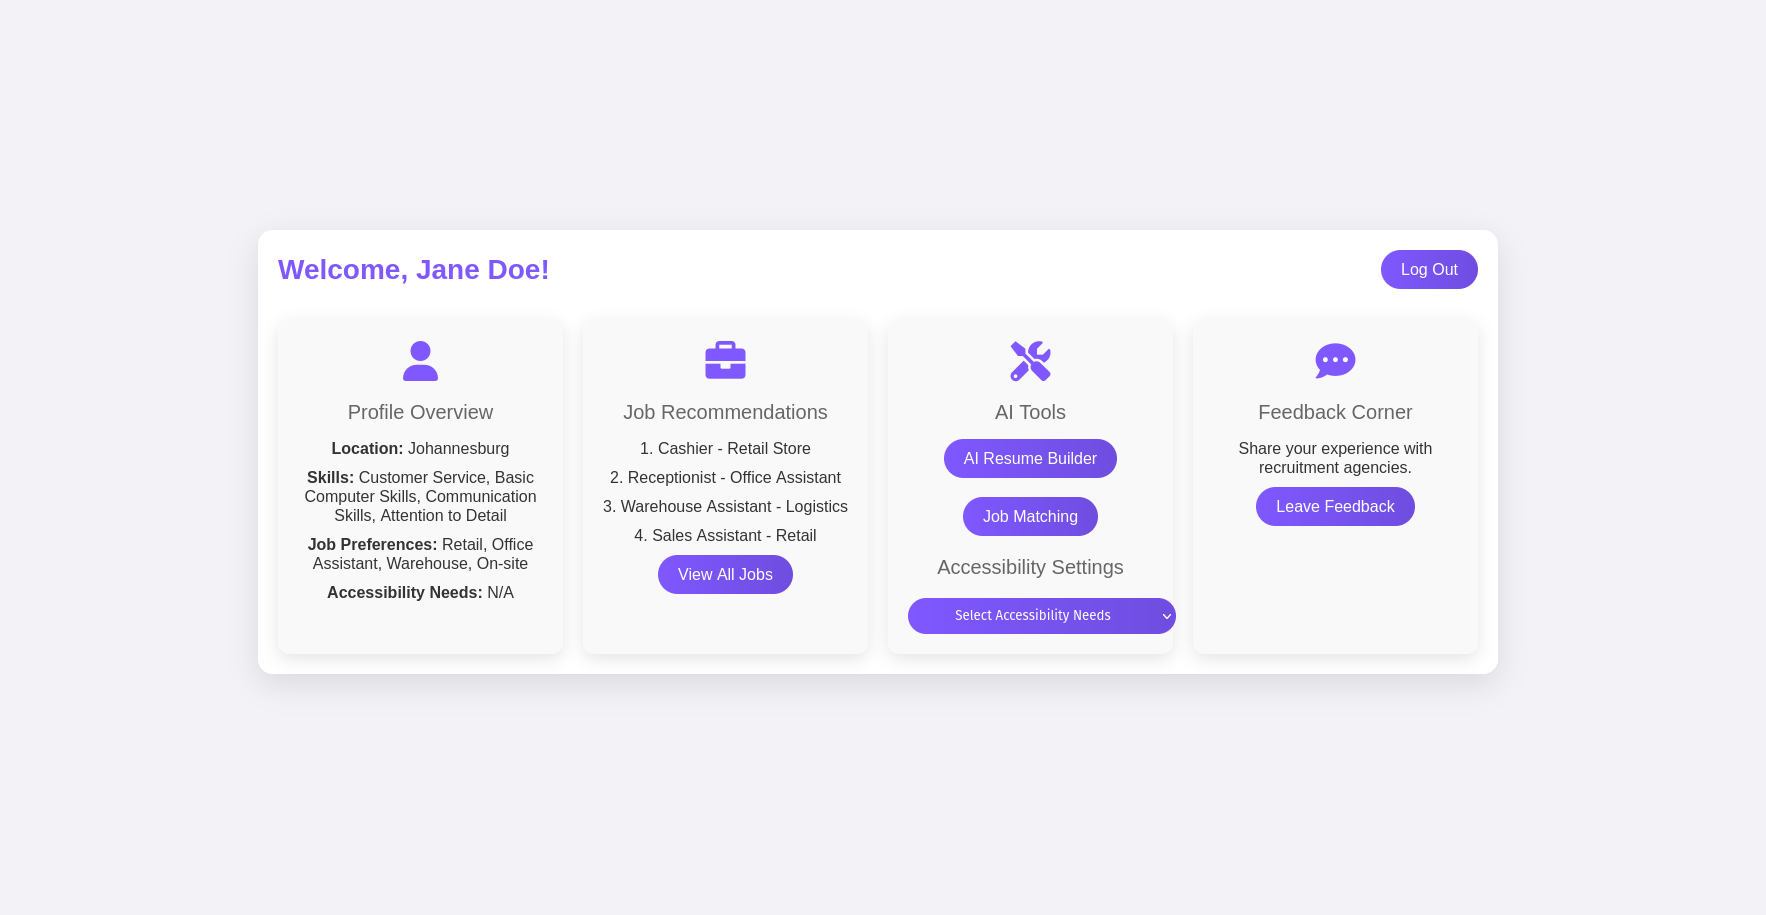 Welcome, Jane Doe!
Log Out
Profile Overview
Location: Johannesburg
Skills: Customer Service, Basic
Computer Skills, Communication
Skills, Attention to Detail
Job Preferences: Retail, Office
Assistant, Warehouse, On-site
Accessibility Needs: N/A
Job Recommendations
1. Cashier - Retail Store
2. Receptionist - Office Assistant
3. Warehouse Assistant - Logistics
4. Sales Assistant - Retail
View All Jobs
AI Tools
AI Resume Builder
Job Matching
Accessibility Settings
Select Accessibility Needs
Feedback Corner
Share your experience with
recruitment agencies.
Leave Feedback